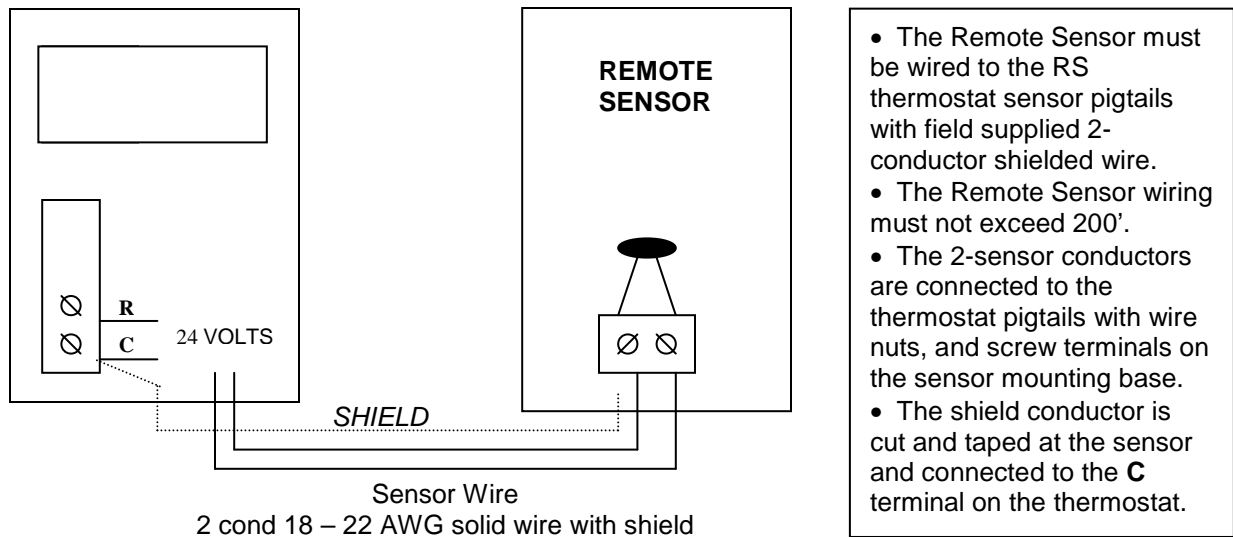 REMOTE
SENSOR
R
C
24 VOLTS
SHIELD
Sensor Wire
2 cond 18 – 22 AWG solid wire with shield
• The Remote Sensor must
be wired to the RS
thermostat sensor pigtails
with field supplied 2-
conductor shielded wire.
• The Remote Sensor wiring
must not exceed 200’.
• The 2-sensor conductors
are connected to the
thermostat pigtails with wire
nuts, and screw terminals on
the sensor mounting base.
• The shield conductor is
cut and taped at the sensor
and connected to the C
terminal on the thermostat.